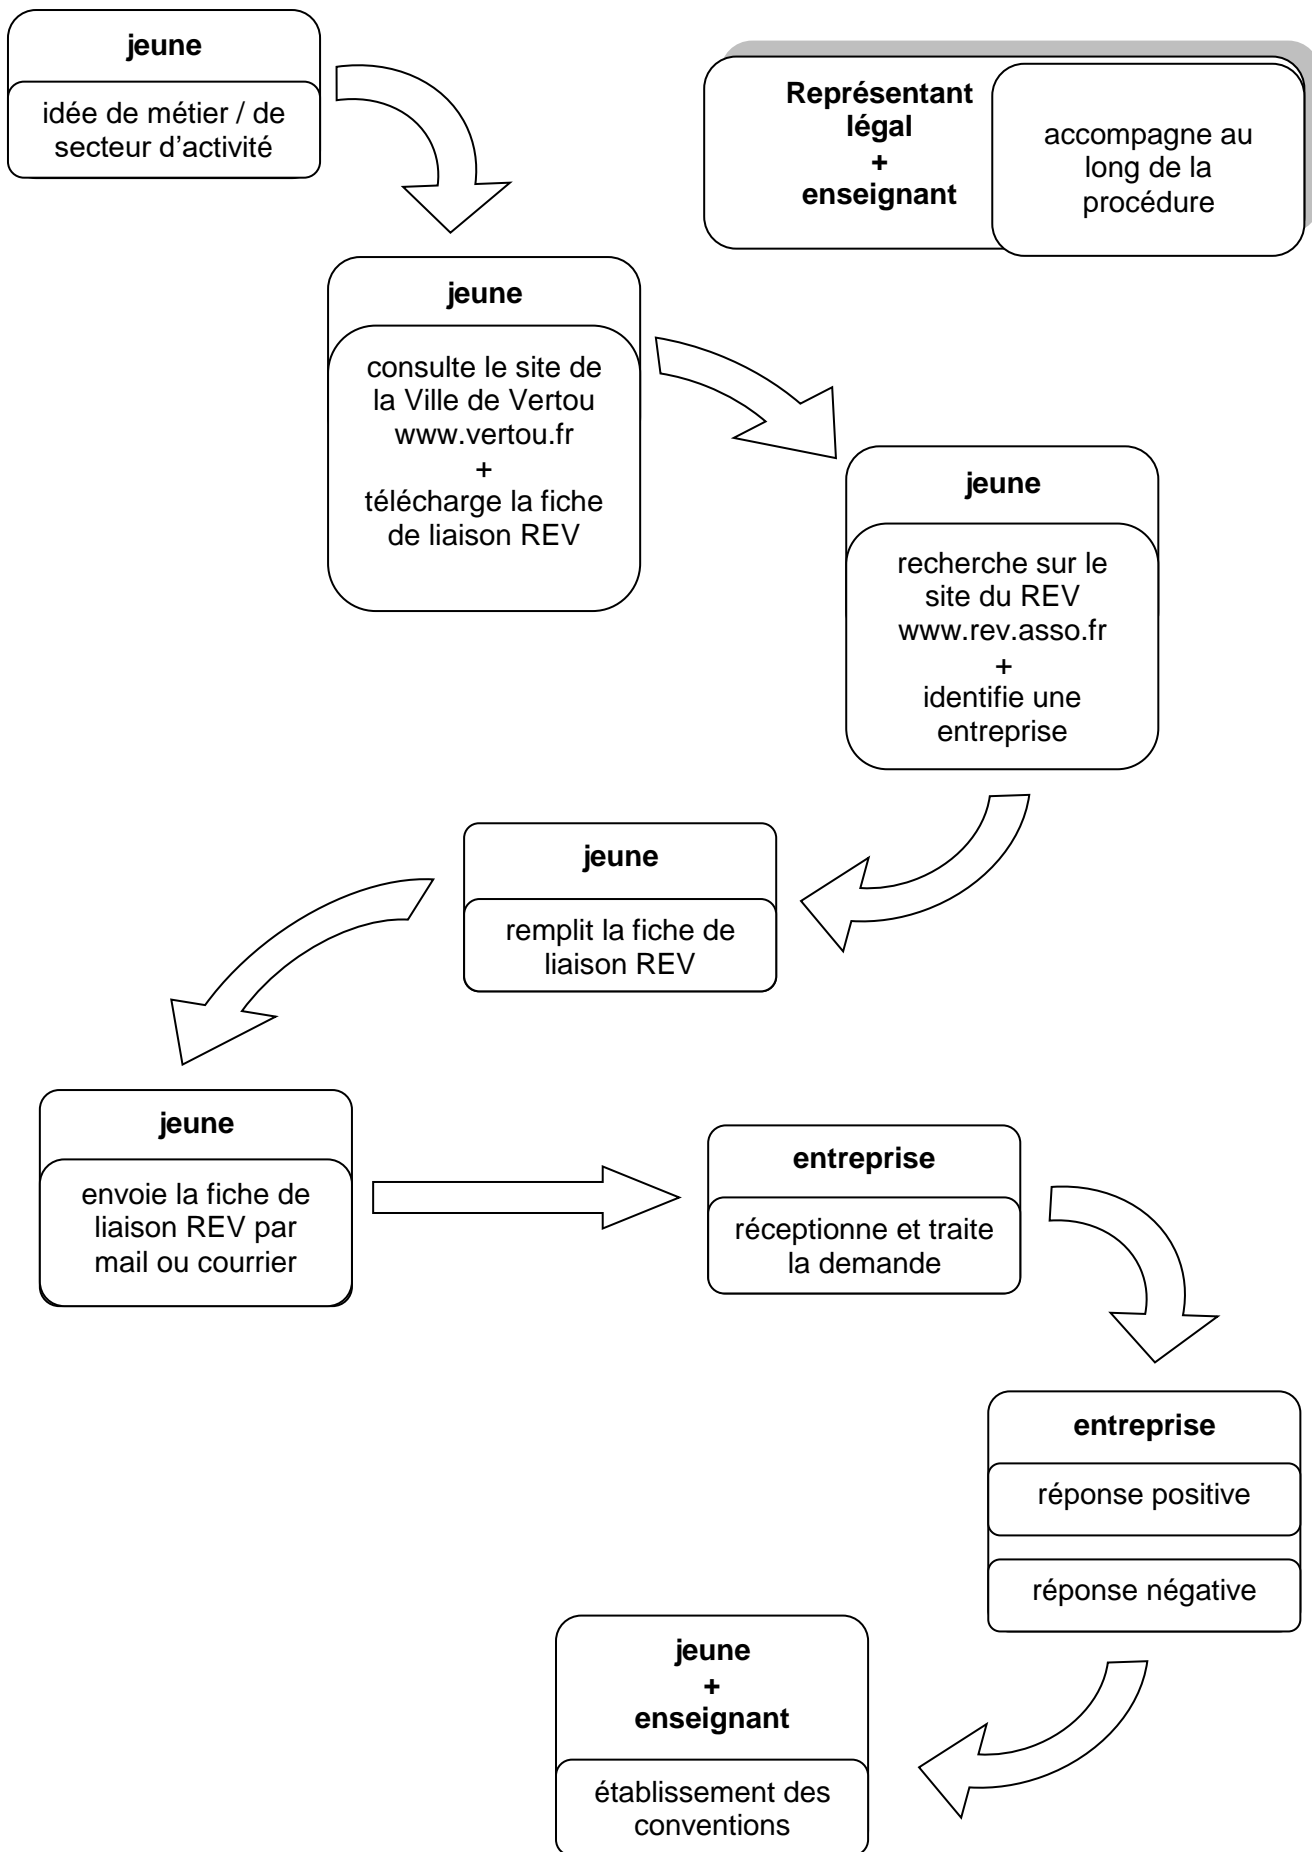 jeune
idée de métier / de
secteur d'activité
Représentant
légal
+
enseignant
accompagne au
long de la
procédure
jeune
consulte le site de
la Ville de Vertou
www.vertou.fr
+
télécharge la fiche
de liaison REV
jeune
recherche sur le
site du REV
www.rev.asso.fr
+
identifie une
entreprise
jeune
remplit la fiche de
liaison REV
jeune
envoie la fiche de
liaison REV par
mail ou courrier
entreprise
réceptionne et traite
la demande
entreprise
réponse positive
réponse négative
jeune
+
enseignant
établissement des
conventions